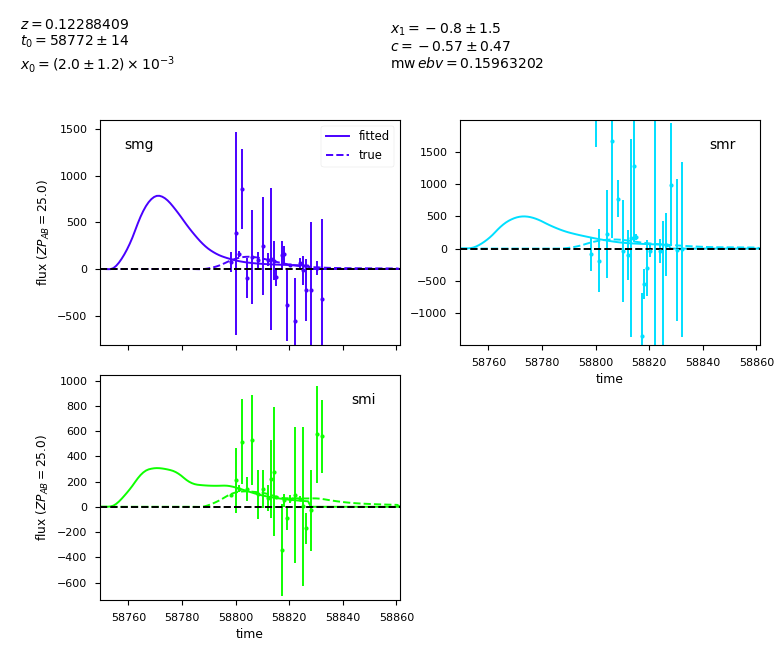 z = 0.12288409
t₀ = 58772 ± 14
x₀ = (2.0 ± 1.2) × 10⁻³
x₁ = −0.8 ± 1.5
c = −0.57 ± 0.47
mw ebv = 0.15963202
1500
1000
500
0
−500
flux (ZP_AB = 25.0)
smg
fitted
true
1500
1000
500
0
−500
−1000
smr
58760 58780 58800 58820 58840 58860
time
1000
800
600
400
200
0
−200
−400
−600
flux (ZP_AB = 25.0)
smi
58760 58780 58800 58820 58840 58860
time